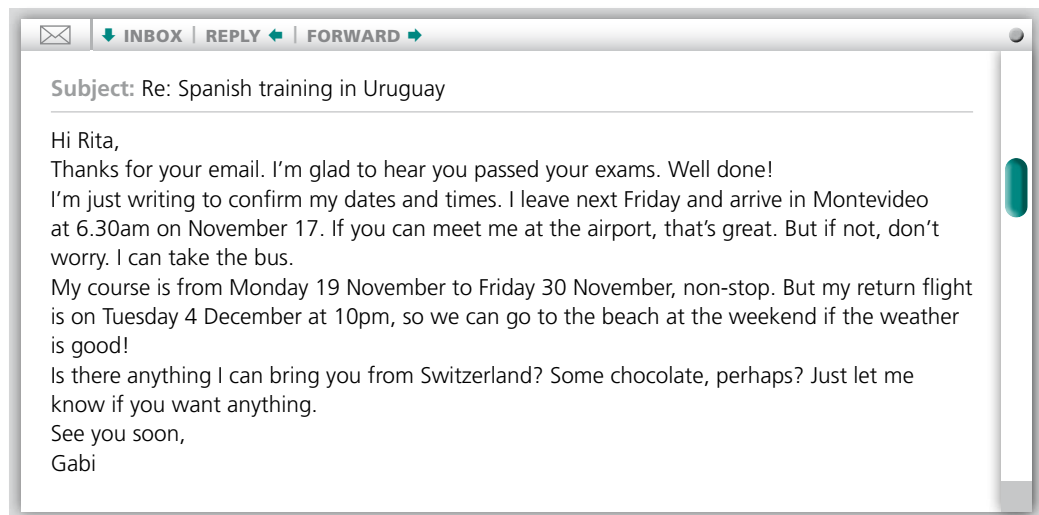 INBOX | REPLY | FORWARD
Subject: Re: Spanish training in Uruguay
Hi Rita,
Thanks for your email. I’m glad to hear you passed your exams. Well done!
I’m just writing to confirm my dates and times. I leave next Friday and arrive in Montevideo
at 6.30am on November 17. If you can meet me at the airport, that’s great. But if not, don’t
worry. I can take the bus.
My course is from Monday 19 November to Friday 30 November, non-stop. But my return flight
is on Tuesday 4 December at 10pm, so we can go to the beach at the weekend if the weather
is good!
Is there anything I can bring you from Switzerland? Some chocolate, perhaps? Just let me
know if you want anything.
See you soon,
Gabi